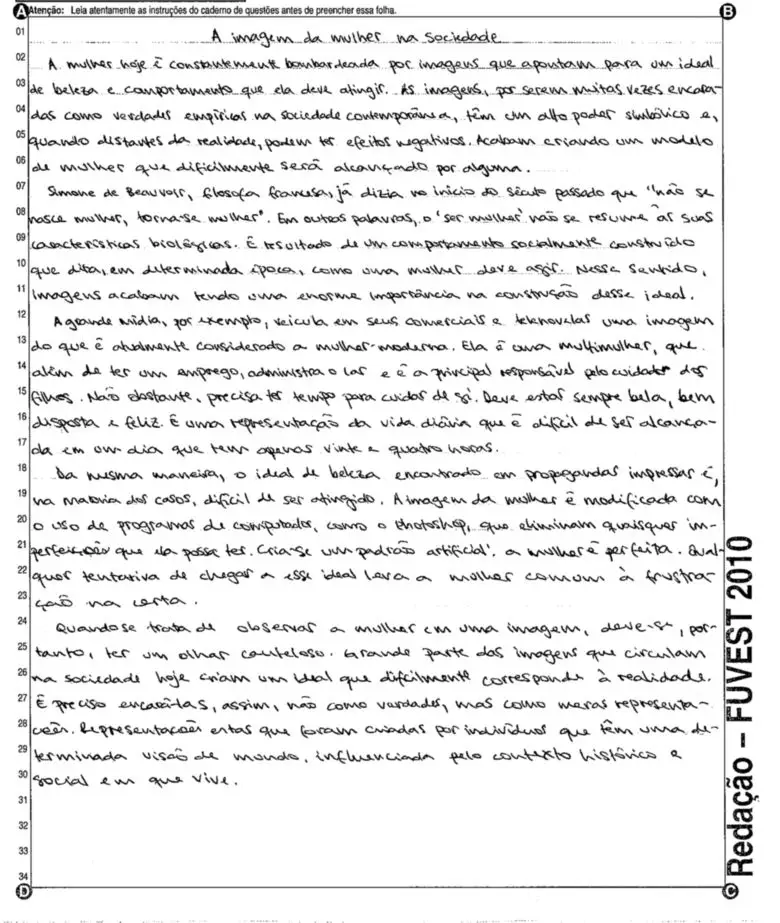 Atenção: Leia atentamente as instruções do caderno de questões antes de preencher essa folha.
A B
01 A imagem da mulher na sociedade
02 A mulher hoje é constantemente bombardeada por imagens que apontam para um ideal
03 de beleza e comportamento que ela deve atingir. As imagens, por serem muitas vezes encara-
04 das como verdades empíricas na sociedade contemporânea, têm um alto poder simbólico e,
05 quando distantes da realidade, podem ter efeitos negativos. Acabam criando um modelo
06 de mulher que dificilmente será alcançado por alguma.
07 Simone de Beauvoir, filósofa francesa, já dizia no início do século passado que "não se
08 nasce mulher, torna-se mulher". Em outras palavras, o 'ser mulher' não se resume às suas
09 características biológicas. É resultado de um comportamento socialmente construído
10 que dita, em determinada época, como uma mulher deve agir. Nesse sentido,
11 imagens acabam tendo uma enorme importância na construção desse ideal.
12 A grande mídia, por exemplo, veicula em seus comerciais e telenovelas uma imagem
13 do que é atualmente considerado a mulher-moderna. Ela é uma multimulher, que
14 além de ter um emprego, administra o lar e é a principal responsável pelo cuidado dos
15 filhos. Não obstante, precisa ter tempo para cuidar de si. Deve estar sempre bela, bem
16 disposta e feliz. É uma representação da vida diária que é difícil de ser alcança-
17 da em um dia que tem apenas vinte e quatro horas.
18 Da mesma maneira, o ideal de beleza encontrado em propagandas impressas é,
19 na maioria dos casos, difícil de ser atingido. A imagem da mulher é modificada com
20 o uso de programas de computador, como o Photoshop, que eliminam quaisquer im-
21 perfeições que ela possa ter. Cria-se um padrão artificial: a mulher é perfeita. Qual-
22 quer tentativa de chegar a esse ideal leva a mulher comum à frustra-
23 ção na certa.
24 Quando se trata de observar a mulher em uma imagem, deve-se, por-
25 tanto, ter um olhar cauteloso. Grande parte das imagens que circulam
26 na sociedade hoje criam um ideal que dificilmente corresponde à realidade.
27 É preciso encará-las, assim, não como verdades, mas como meras representa-
28 ções. Representações estas que foram criadas por indivíduos que têm uma de-
29 terminada visão de mundo, influenciada pelo contexto histórico e
30 social em que vive.
31
32
33
34
D C
Redação – FUVEST 2010